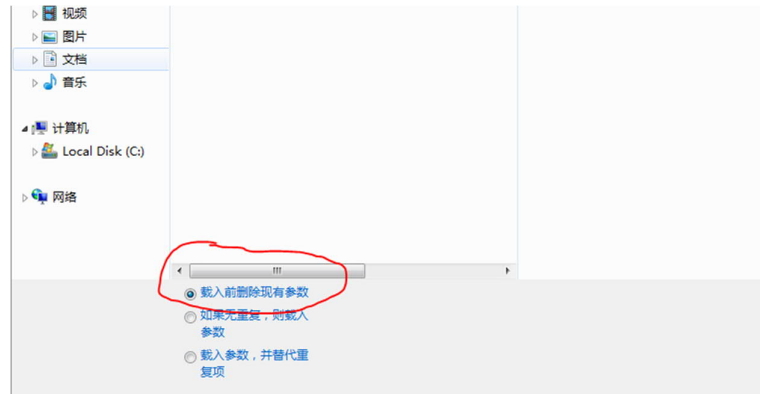 视频
图片
文档
音乐
计算机
Local Disk (C:)
网络
载入前删除现有参数
如果无重复，则载入
参数
载入参数，并替代重
复项